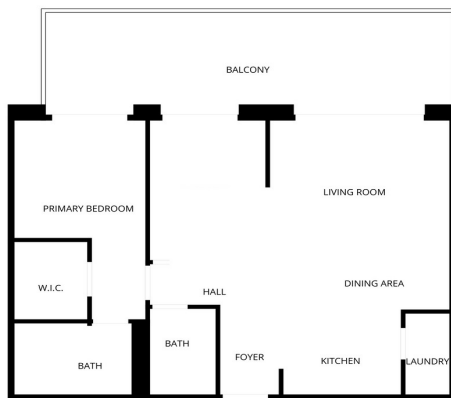 BALCONY
LIVING ROOM
PRIMARY BEDROOM
DINING AREA
W.I.C.
HALL
BATH
FOYER
KITCHEN
LAUNDRY
BATH